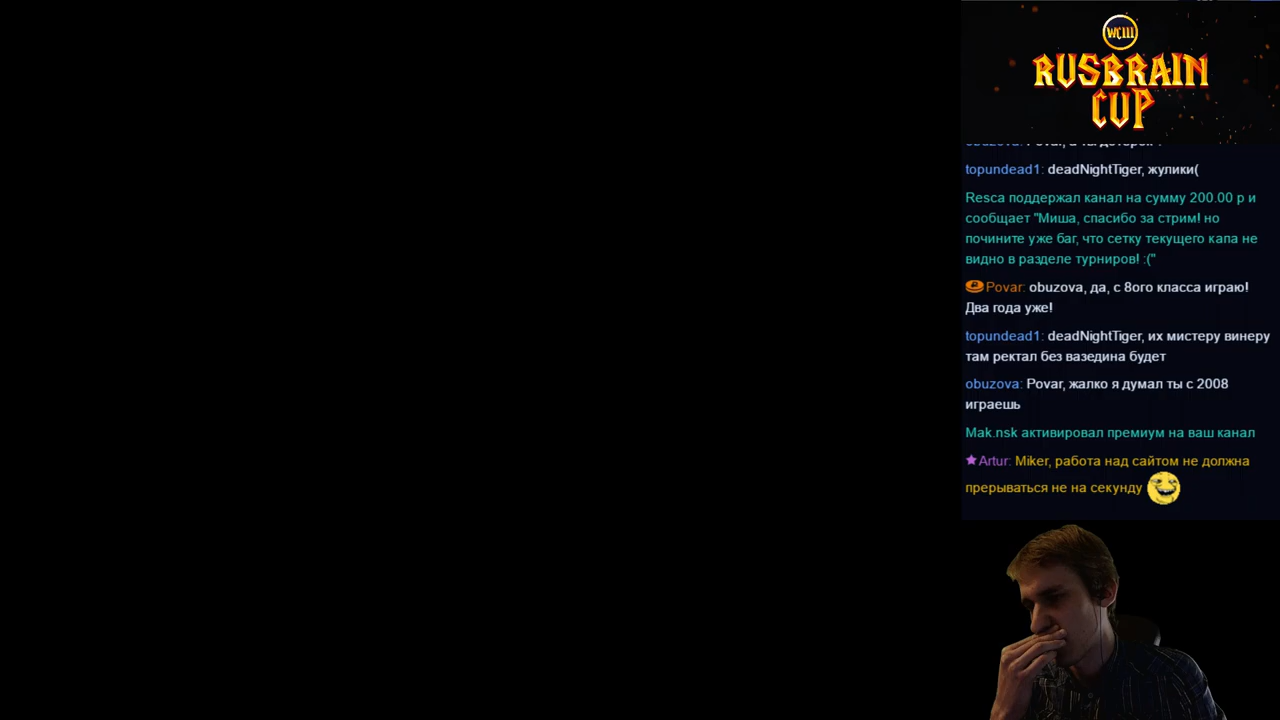 WCIII
RUSBRAIN
CUP
topundead1: deadNightTiger, жулики(
Resca поддержал канал на сумму 200.00 р и
сообщает "Миша, спасибо за стрим! но
почините уже баг, что сетку текущего капа не
видно в разделе турниров! :("
Povar: obuzova, да, с 8ого класса играю!
Два года уже!
topundead1: deadNightTiger, их мистеру винеру
там ректал без вазедина будет
obuzova: Povar, жалко я думал ты с 2008
играешь
Mak.nsk активировал премиум на ваш канал
Artur: Miker, работа над сайтом не должна
прерываться не на секунду